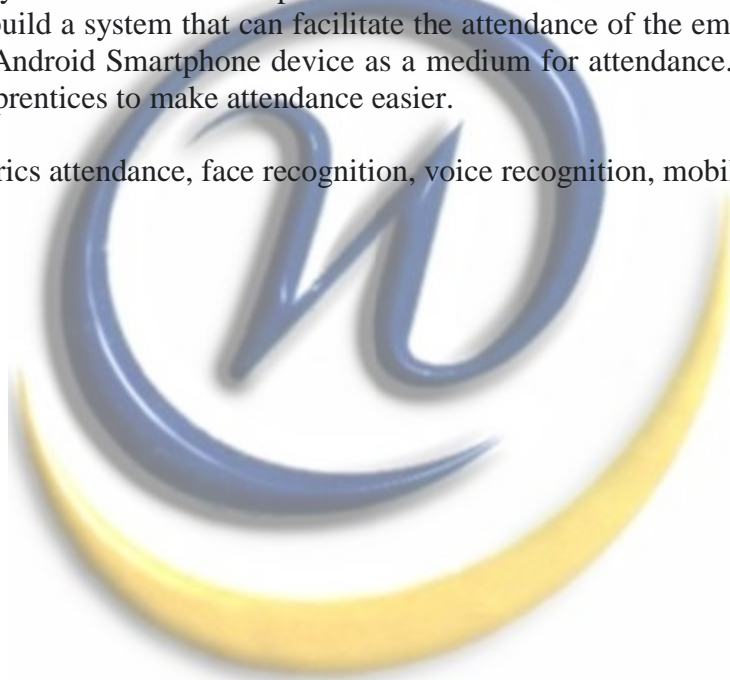 build a system that can facilitate the attendance of the em
Android Smartphone device as a medium for attendance.
prentices to make attendance easier.
rics attendance, face recognition, voice recognition, mobil